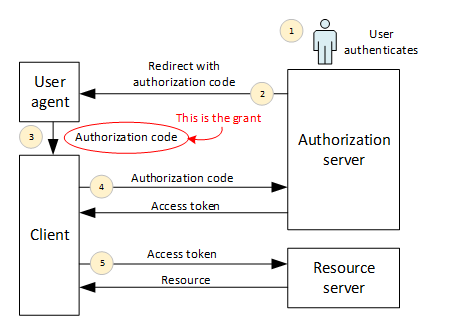 1
User
authenticates
Redirect with
authorization code
2
User
agent
This is the grant
3
Authorization code
Authorization
server
4
Authorization code
Access token
Client
5
Access token
Resource
Resource
server